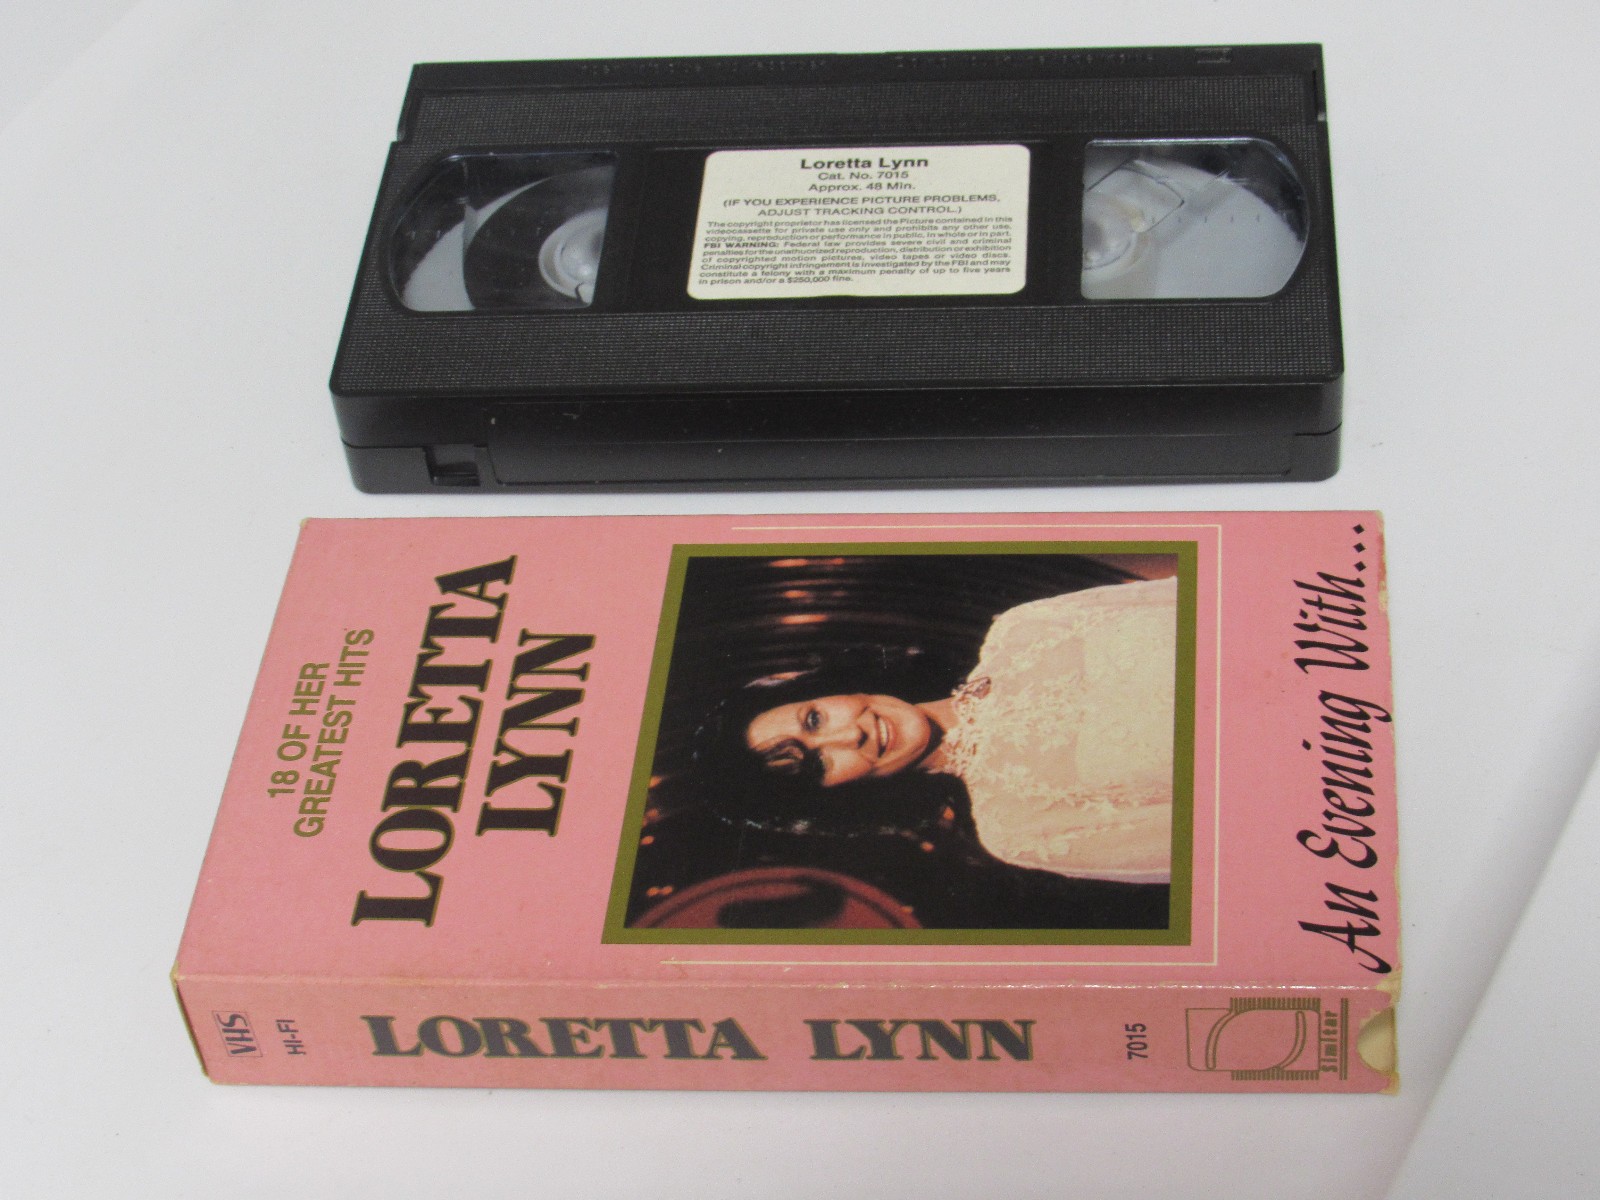 Loretta Lynn
Cat. No. 7015
Approx. 48 Min.
(IF YOU EXPERIENCE PICTURE PROBLEMS,
ADJUST TRACKING CONTROL.)
The copyright proprietor has licensed the Picture contained in this
videocassette for private use only and prohibits any other use,
copying, reproduction or performance in public, in whole or in part.
FBI WARNING: Federal law provides severe civil and criminal
penalties for the unauthorized reproduction, distribution or exhibition
of copyrighted motion pictures, video tapes or video discs.
Criminal copyright infringement is investigated by the FBI and may
constitute a felony with a maximum penalty of up to five years
in prison and/or a $250,000 fine.
18 OF HER
GREATEST HITS
LORETTA
LYNN
An Evening With...
VHS
HI-FI
LORETTA LYNN
7015
Simitar